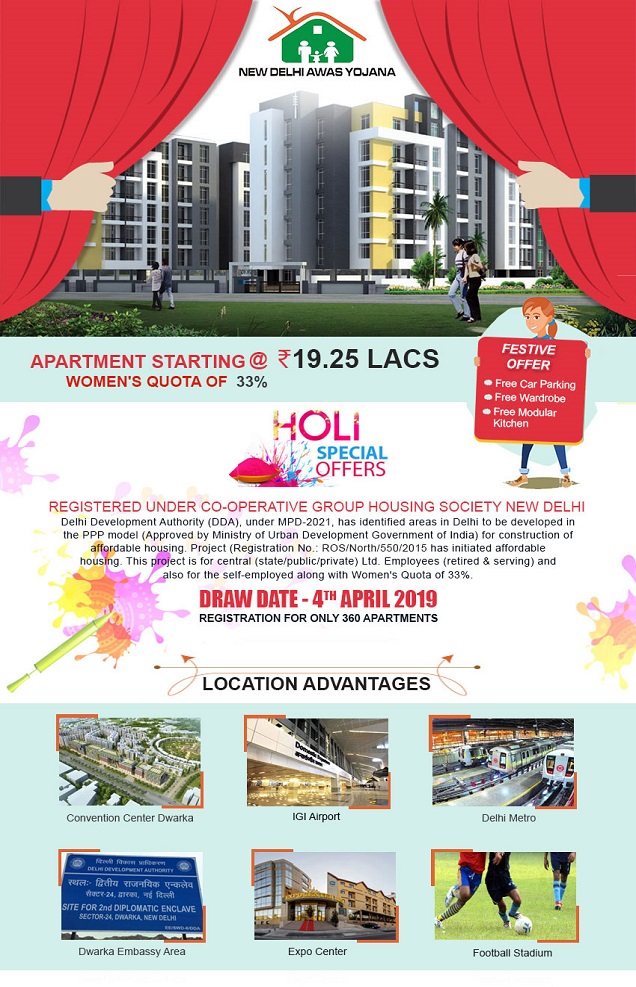 NEW DELHI AWAS YOJANA
APARTMENT STARTING@ ₹19.25 LACS
WOMEN'S QUOTA OF 33%
FESTIVE
OFFER
Free Car Parking
Free Wardrobe
Free Modular
Kitchen
HOLI
SPECIAL
OFFERS
REGISTERED UNDER CO-OPERATIVE GROUP HOUSING SOCIETY NEW DELHI
Delhi Development Authority (DDA), under MPD-2021, has identified areas in Delhi to be developed in
the PPP model (Approved by Ministry of Urban Development Government of India) for construction of
affordable housing. Project (Registration No.: ROS/North/550/2015 has initiated affordable
housing. This project is for central (state/public/private) Ltd. Employees (retired & serving) and
also for the self-employed along with Women's Quota of 33%.
DRAW DATE - 4TH APRIL 2019
REGISTRATION FOR ONLY 360 APARTMENTS
LOCATION ADVANTAGES
Domestic
Convention Center Dwarka
IGI Airport
Delhi Metro
दिल्ली विकास प्राधिकरण
DELHI DEVELOPMENT AUTHORITY
स्थलः- द्वितीय राजनयिक एन्कलेव
सैक्टर-24, द्वारका, नई दिल्ली
SITE FOR 2nd DIPLOMATIC ENCLAVE
SECTOR-24, DWARKA, NEW DELHI
EE/SWD-8/DDA
Dwarka Embassy Area
Expo Center
Football Stadium